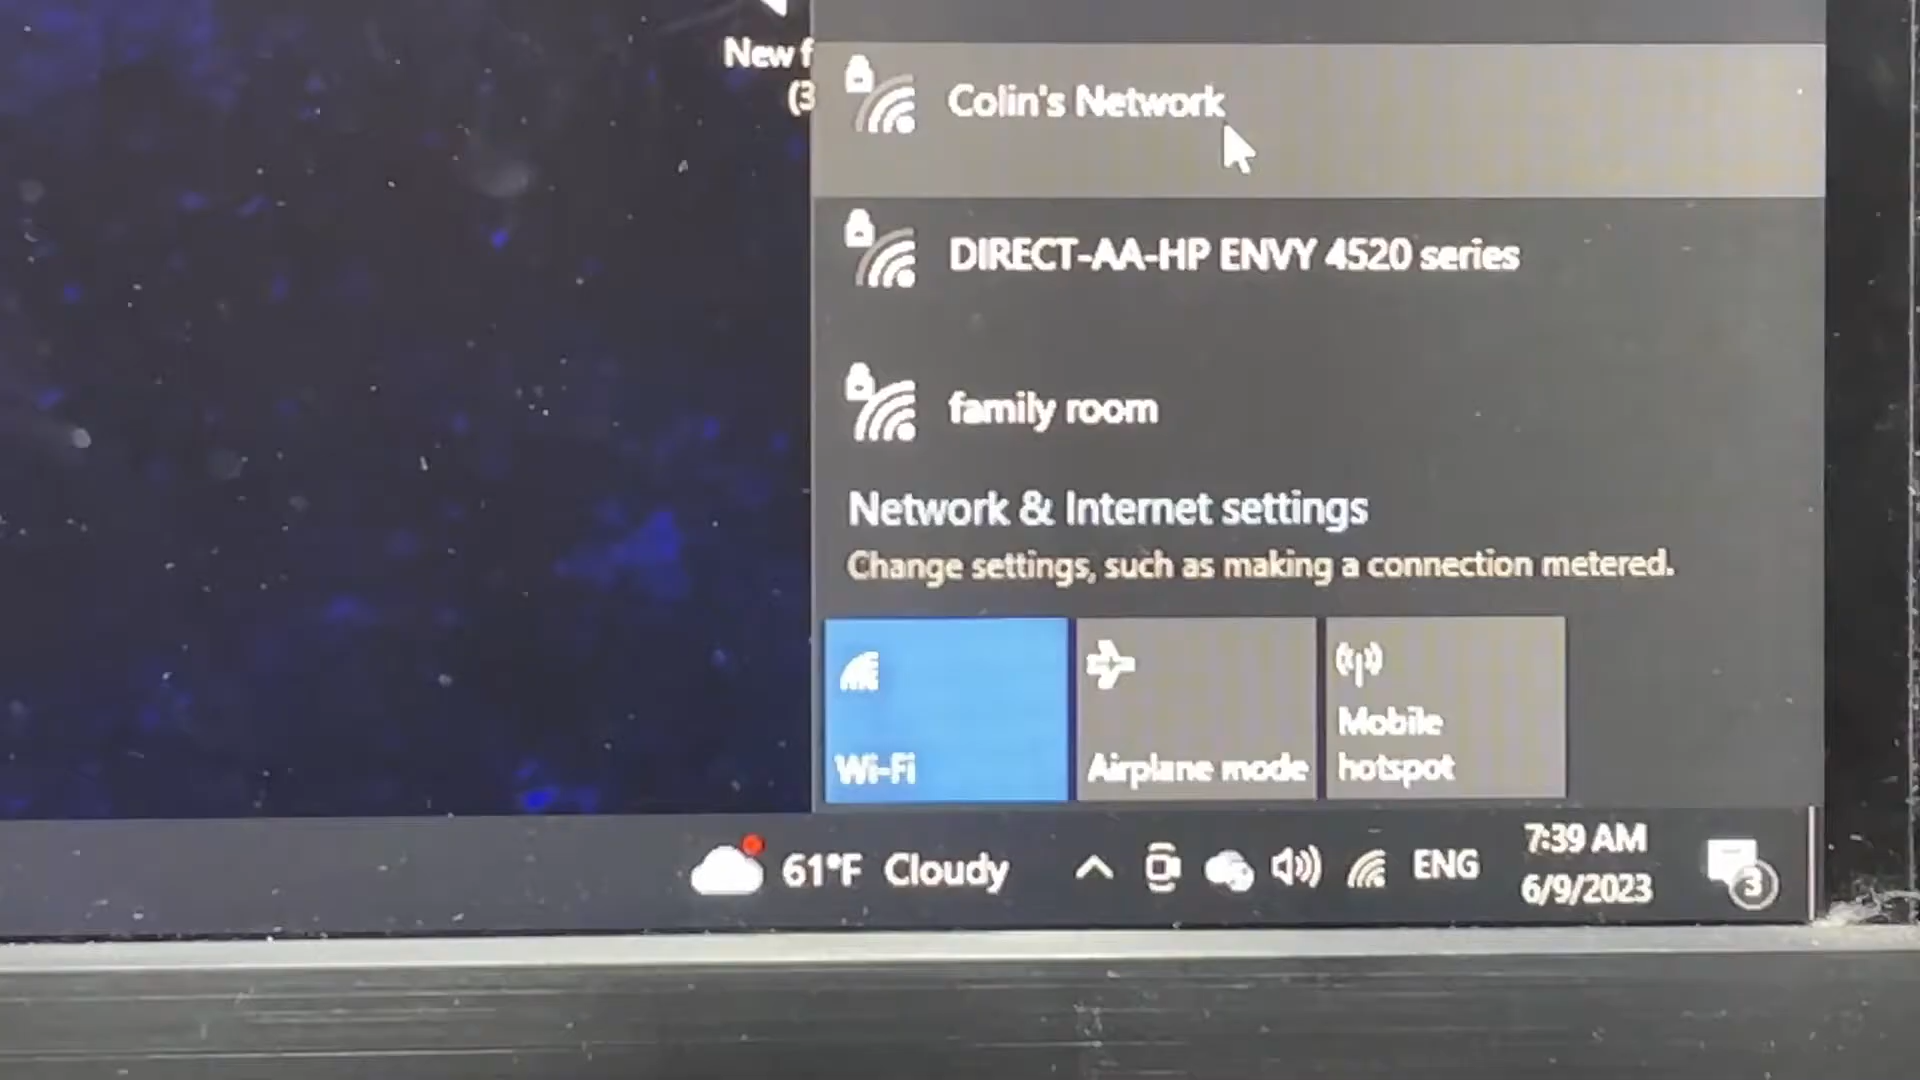 New f
(3
Colin's Network
DIRECT-AA-HP ENVY 4520 series
family room
Network & Internet settings
Change settings, such as making a connection metered.
Wi-Fi
Airplane mode
Mobile
hotspot
61°F Cloudy
ENG
7:39 AM
6/9/2023
3